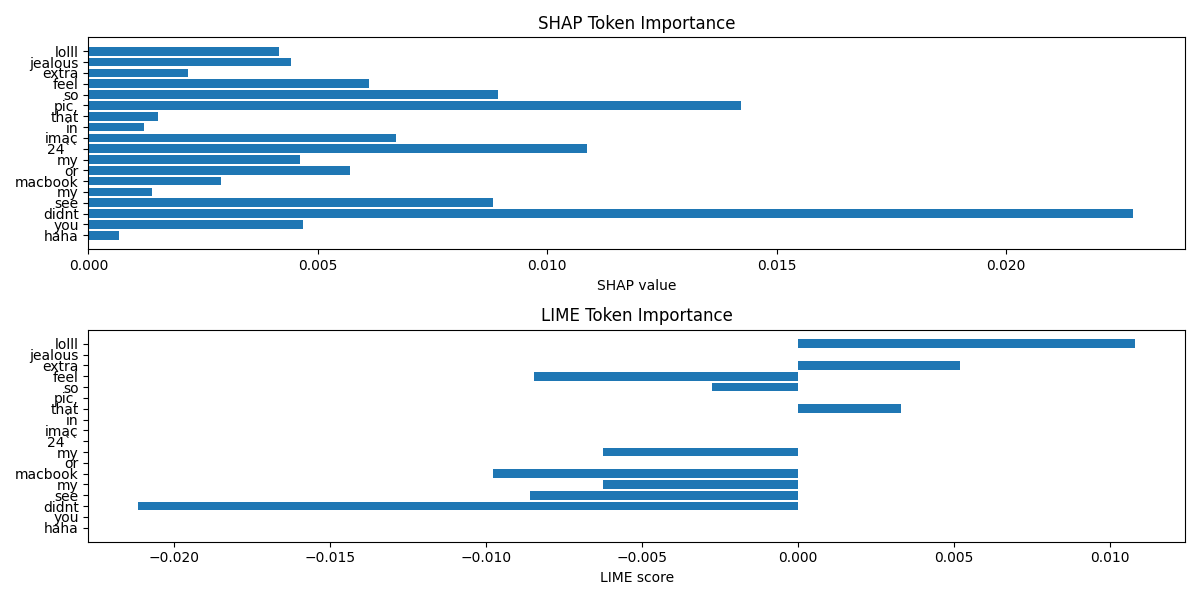 SHAP Token Importance
lolll
jealous
extra
feel
so
pic,
that
in
imac
24``
my
or
macbook
my
see
didnt
you
haha
0.000 0.005 0.010 0.015 0.020
SHAP value
LIME Token Importance
lolll
jealous
extra
feel
so
pic,
that
in
imac
24``
my
or
macbook
my
see
didnt
you
haha
−0.020 −0.015 −0.010 −0.005 0.000 0.005 0.010
LIME score